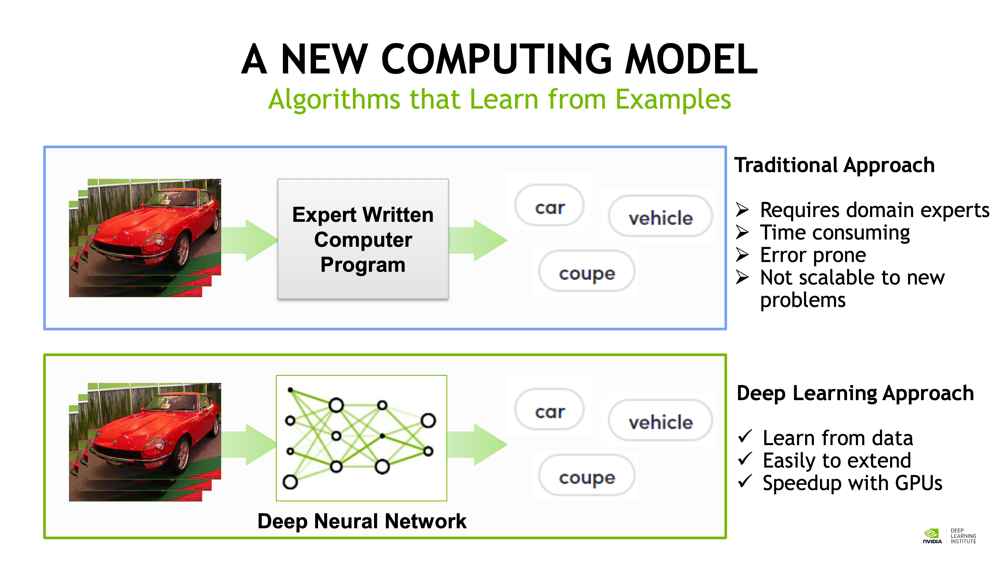 A NEW COMPUTING MODEL
Algorithms that Learn from Examples
Expert Written
Computer
Program
car
vehicle
coupe
Traditional Approach
Requires domain experts
Time consuming
Error prone
Not scalable to new
problems
Deep Neural Network
car
vehicle
coupe
Deep Learning Approach
Learn from data
Easily to extend
Speedup with GPUs
NVIDIA
DEEP
LEARNING
INSTITUTE